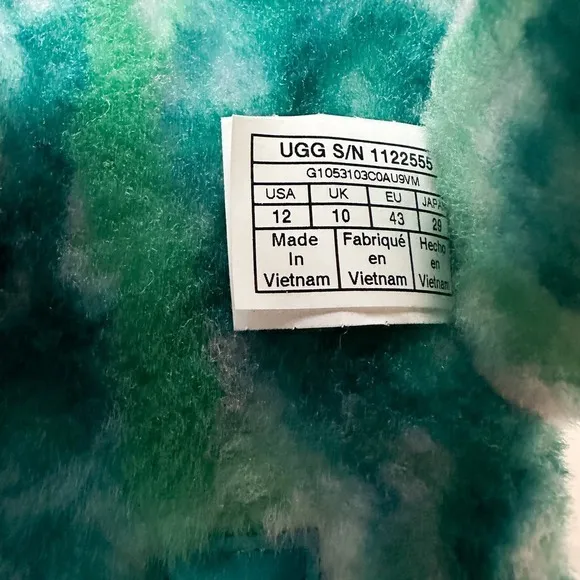 UGG S/N 1122555
G1053103C0AU9VM
USA UK EU JAPA
12 10 43 29
Made Fabriqué Hecho
In en en
Vietnam Vietnam Vietnam